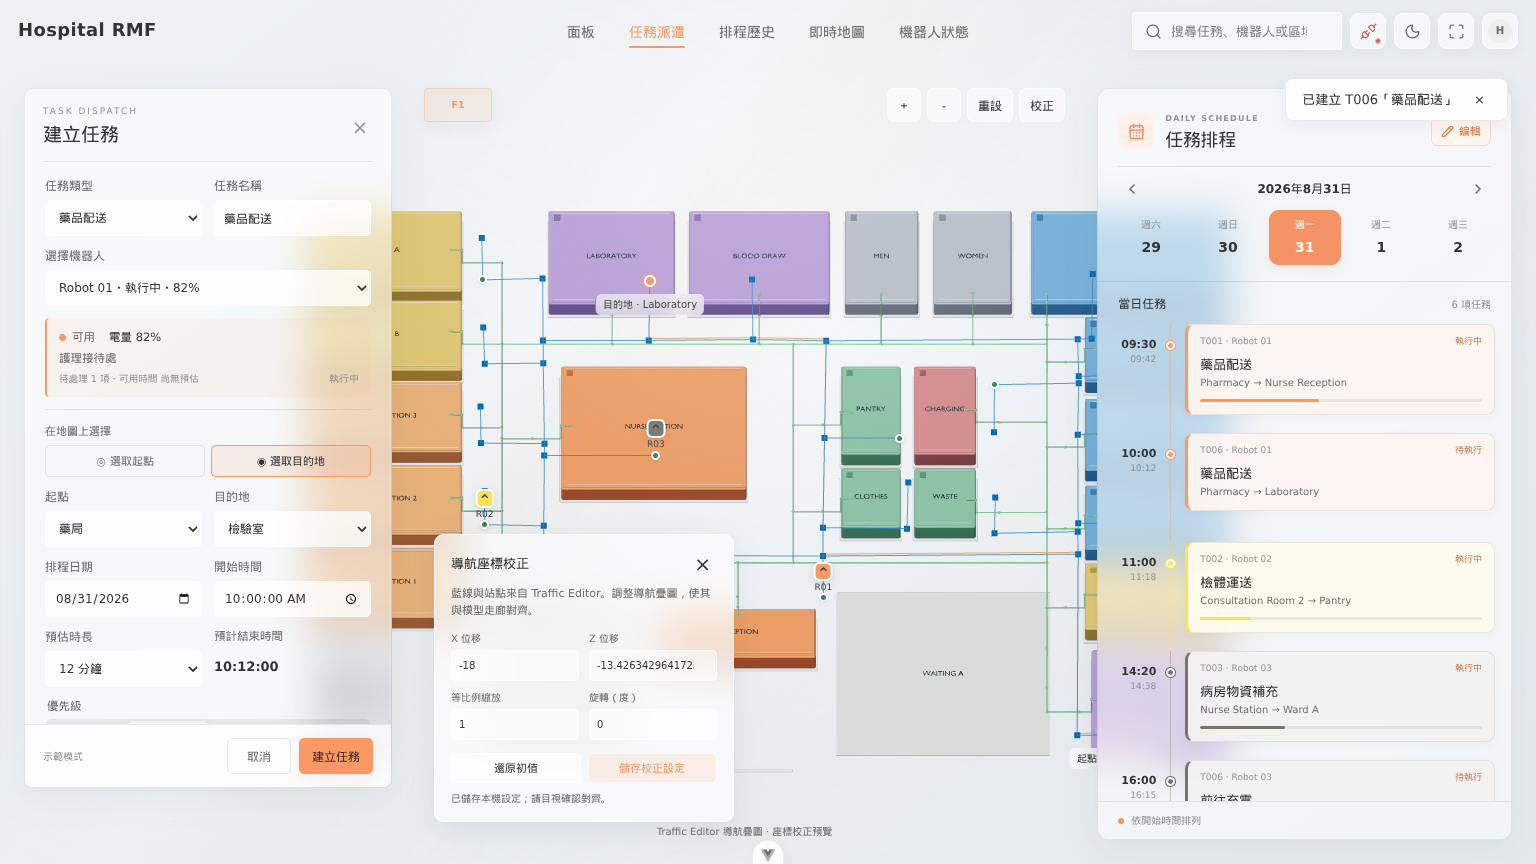 Hospital RMF
面板
任務派遣
排程歷史
即時地圖
機器人狀態
搜尋任務、機器人或區域
H
TASK DISPATCH
建立任務
任務類型
任務名稱
藥品配送
藥品配送
選擇機器人
Robot 01・執行中・82%
可用 電量 82%
護理接待處
待處理 1 項・可用時間 尚無預估
執行中
在地圖上選擇
◎ 選取起點
◉ 選取目的地
起點
目的地
藥局
檢驗室
排程日期
開始時間
08/31/2026
10:00:00 AM
預估時長
預計結束時間
12 分鐘
10:12:00
優先級
示範模式
取消
建立任務
F1
+
-
重設
校正
A
B
TION 3
TION 2
TION 1
LABORATORY
BLOOD DRAW
MEN
WOMEN
目的地 · Laboratory
R03
PANTRY
CHARGING
CLOTHES
WASTE
R02
R01
PTION
WAITING A
起點
導航座標校正
藍線與站點來自 Traffic Editor。調整導航疊圖，使其
與模型走廊對齊。
X 位移
Z 位移
-18
-13.426342964172
等比例縮放
旋轉（度）
1
0
還原初值
儲存校正設定
已儲存本機設定；請目視確認對齊。
Traffic Editor 導航疊圖 · 座標校正預覽
已建立 T006「藥品配送」
DAILY SCHEDULE
任務排程
編輯
2026年8月31日
週六
週日
週一
週二
週三
29
30
31
1
2
當日任務
6 項任務
09:30
09:42
T001 · Robot 01
執行中
藥品配送
Pharmacy → Nurse Reception
10:00
10:12
T006 · Robot 01
待執行
藥品配送
Pharmacy → Laboratory
11:00
11:18
T002 · Robot 02
執行中
檢體運送
Consultation Room 2 → Pantry
14:20
14:38
T003 · Robot 03
執行中
病房物資補充
Nurse Station → Ward A
16:00
16:15
T006 · Robot 03
待執行
前往充電
依開始時間排列